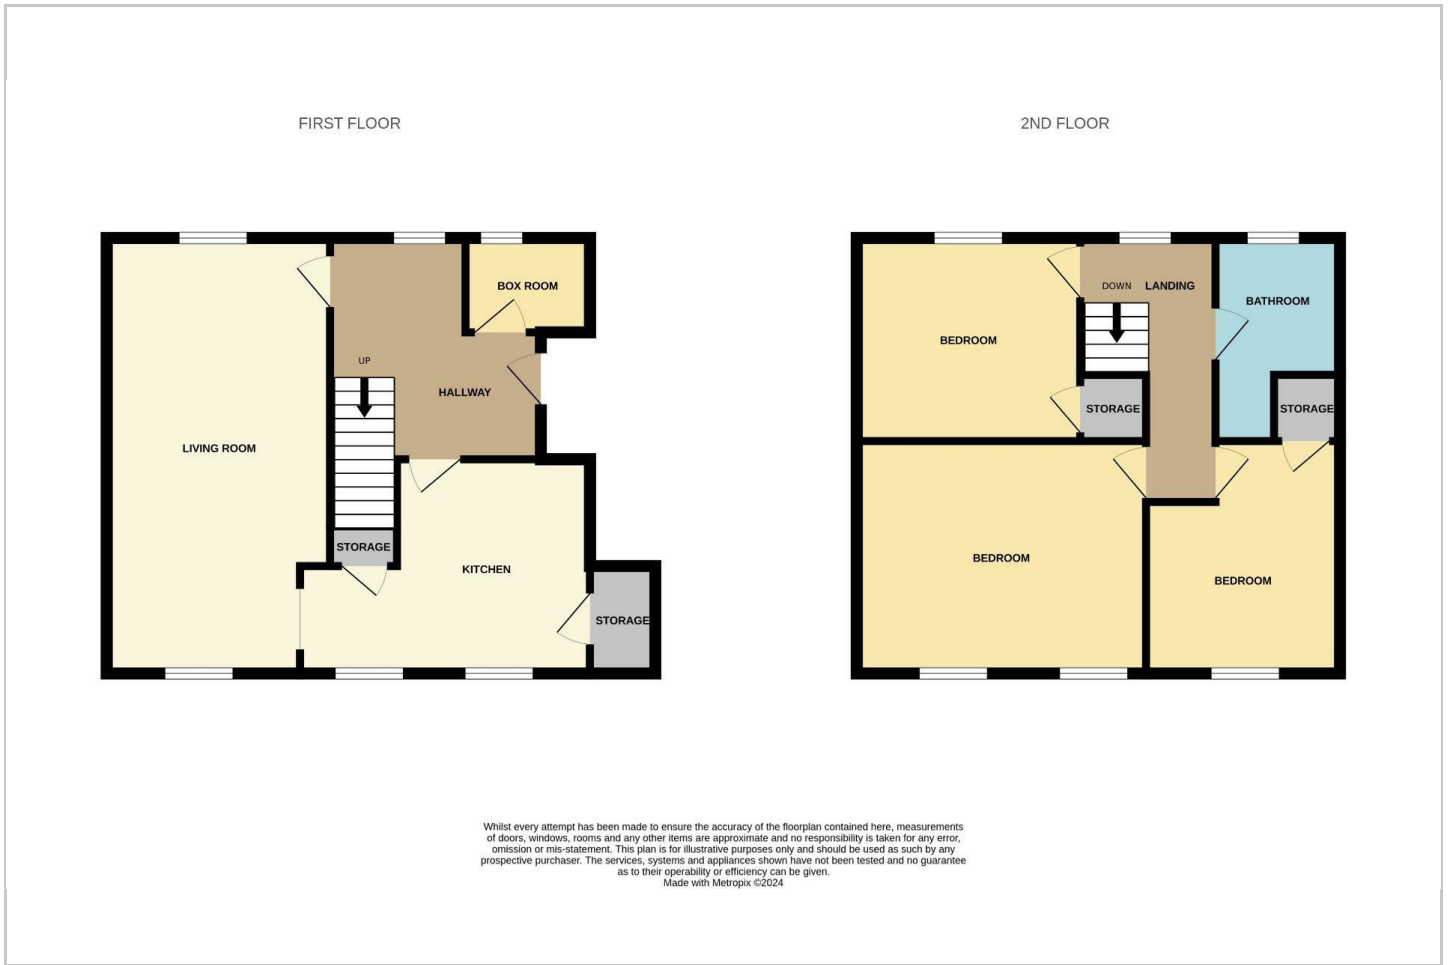 FIRST FLOOR
2ND FLOOR
BOX ROOM
UP
HALLWAY
LIVING ROOM
STORAGE
KITCHEN
STORAGE
DOWN
LANDING
BATHROOM
BEDROOM
STORAGE
STORAGE
BEDROOM
BEDROOM
Whilst every attempt has been made to ensure the accuracy of the floorplan contained here, measurements
of doors, windows, rooms and any other items are approximate and no responsibility is taken for any error,
omission or mis-statement. This plan is for illustrative purposes only and should be used as such by any
prospective purchaser. The services, systems and appliances shown have not been tested and no guarantee
as to their operability or efficiency can be given.
Made with Metropix ©2024